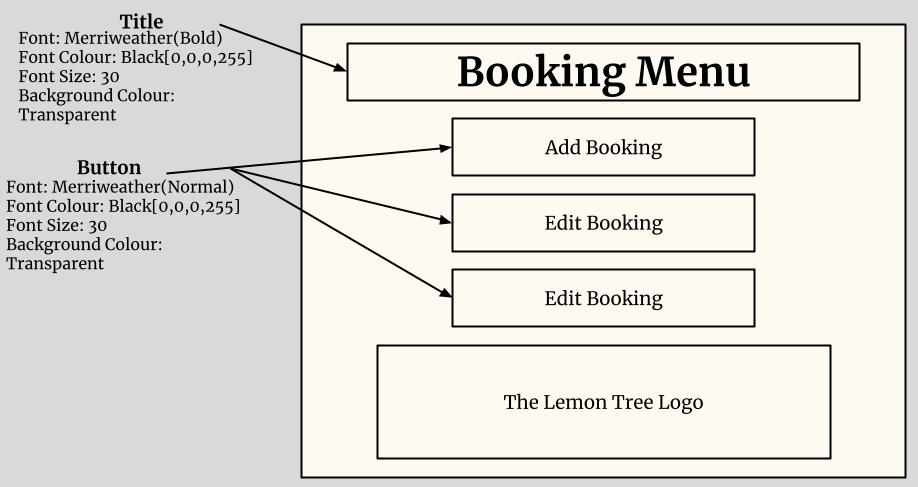 Title
Font: Merriweather(Bold)
Font Colour: Black[0,0,0,255]
Font Size: 30
Background Colour:
Transparent
Button
Font: Merriweather(Normal)
Font Colour: Black[0,0,0,255]
Font Size: 30
Background Colour:
Transparent
Booking Menu
Add Booking
Edit Booking
Edit Booking
The Lemon Tree Logo